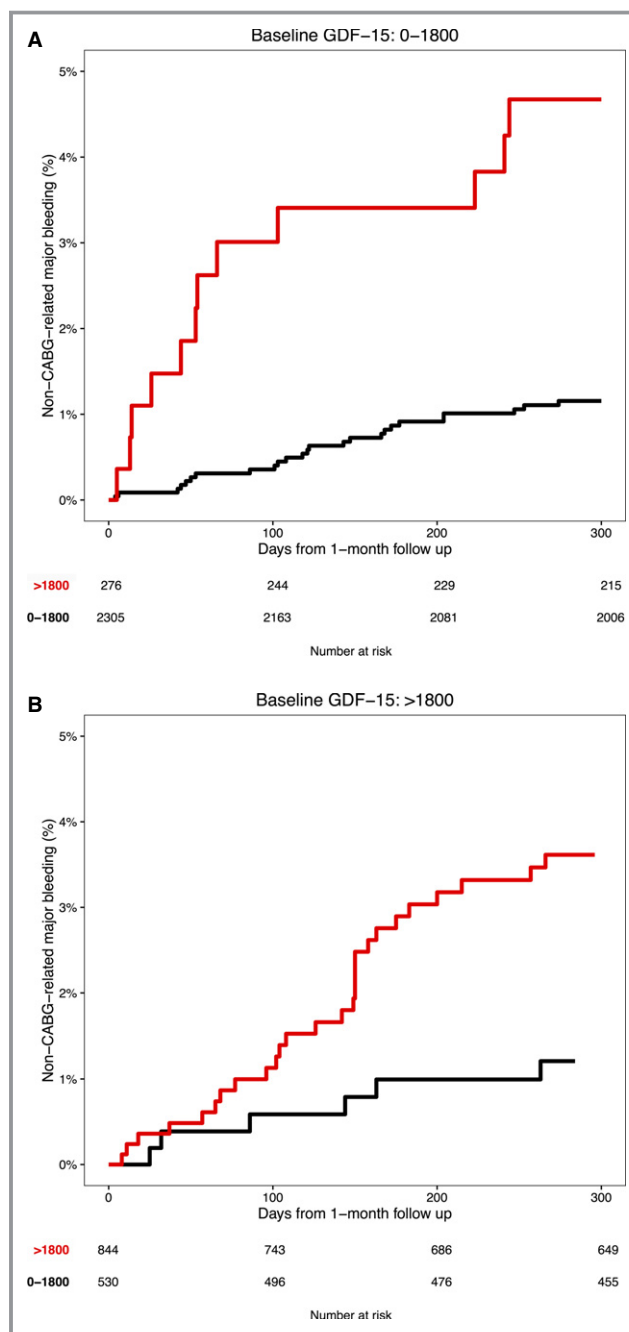 A
Baseline GDF−15: 0−1800
Non−CABG−related major bleeding (%)
5%
4%
3%
2%
1%
0%
0 100 200 300
Days from 1−month follow up
>1800 276 244 229 215
0−1800 2305 2163 2081 2006
Number at risk
B
Baseline GDF−15: >1800
Non−CABG−related major bleeding (%)
5%
4%
3%
2%
1%
0%
0 100 200 300
Days from 1−month follow up
>1800 844 743 686 649
0−1800 530 496 476 455
Number at risk